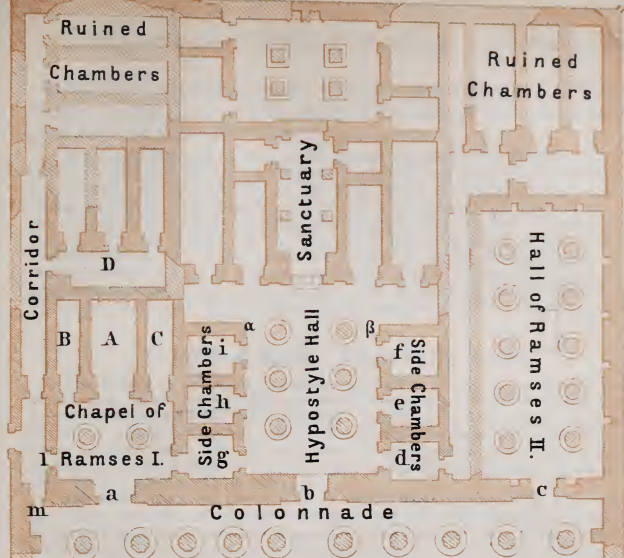 Ruined
Chambers
Ruined
Chambers
Sanctuary
Corridor
D
Hall of Ramses II.
B
A
C
α
β
Hypostyle Hall
Side Chambers
i
h
g
Side Chambers
f
e
d
Chapel of
Ramses I.
l
m
a
b
c
Colonnade